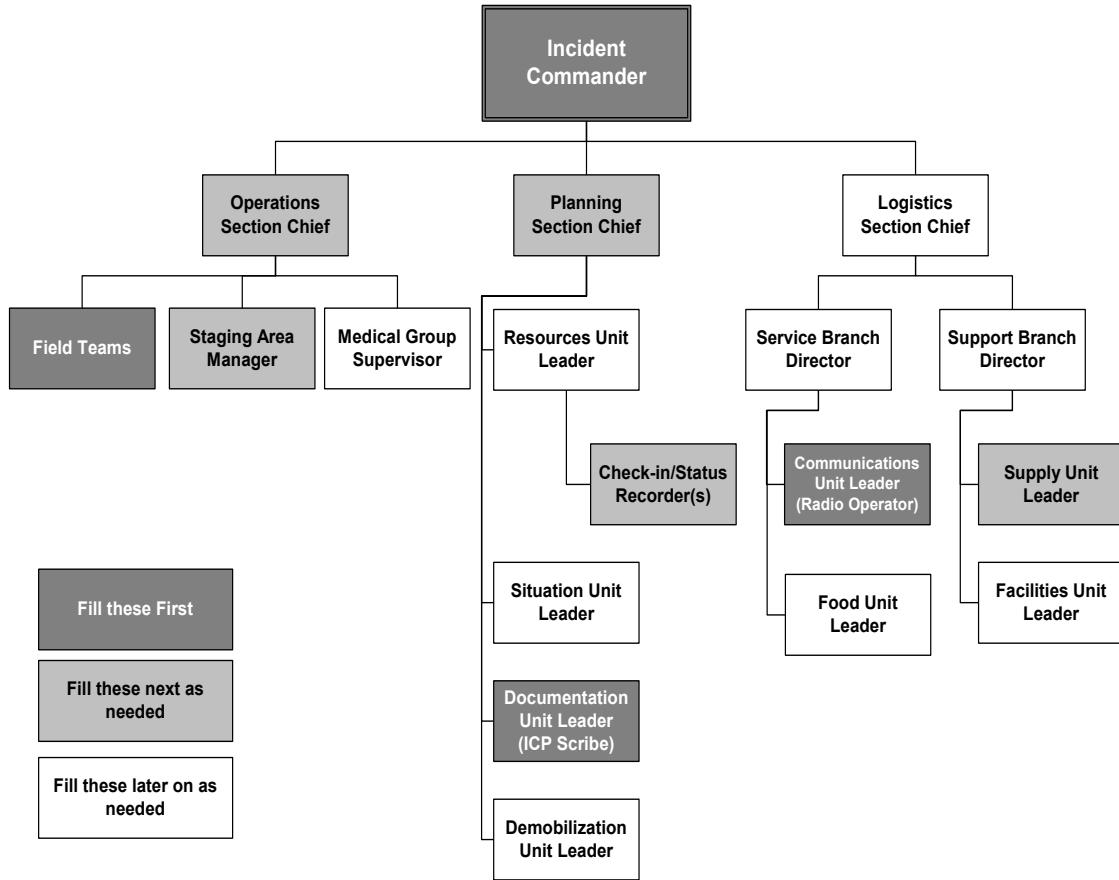 Incident
Commander
Operations
Section Chief
Planning
Section Chief
Logistics
Section Chief
Field Teams
Staging Area
Manager
Medical Group
Supervisor
Resources Unit
Leader
Service Branch
Director
Support Branch
Director
Check-in/Status
Recorder(s)
Communications
Unit Leader
(Radio Operator)
Supply Unit
Leader
Situation Unit
Leader
Food Unit
Leader
Facilities Unit
Leader
Documentation
Unit Leader
(ICP Scribe)
Demobilization
Unit Leader
Fill these First
Fill these next as
needed
Fill these later on as
needed